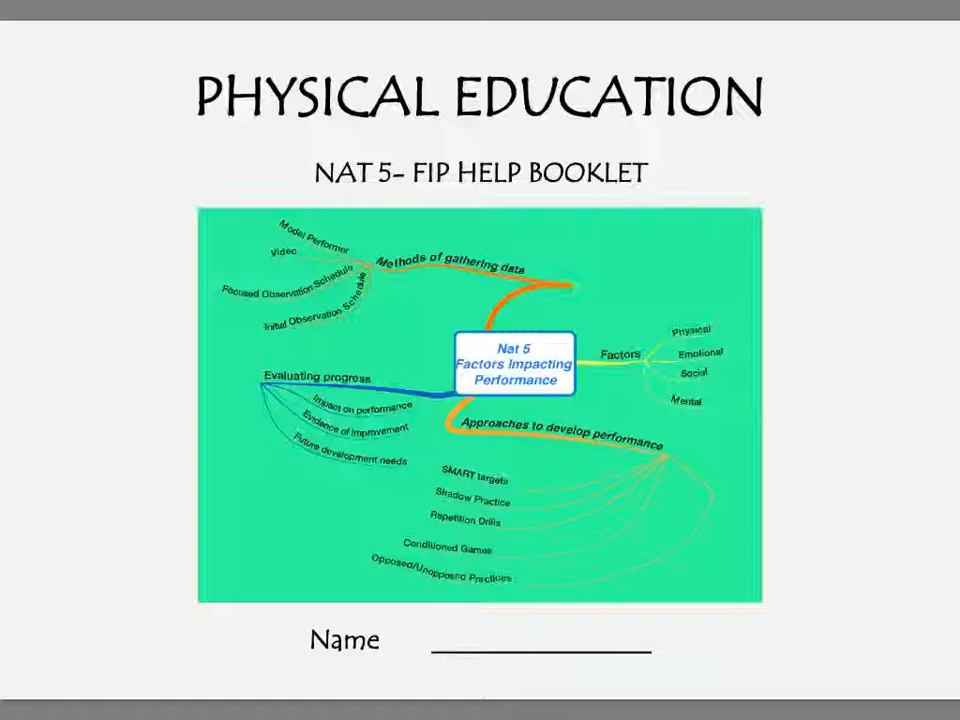 PHYSICAL EDUCATION
NAT 5- FIP HELP BOOKLET
Model Performer
Video
Focused Observation Schedule
Initial Observation Schedule
Methods of gathering data
Nat 5
Factors Impacting
Performance
Factors
Physical
Emotional
Social
Mental
Evaluating progress
Impact on performance
Evidence of improvement
Future development needs
Approaches to develop performance
SMART targets
Shadow Practice
Repetition Drills
Conditioned Games
Opposed/Unopposed Practices
Name